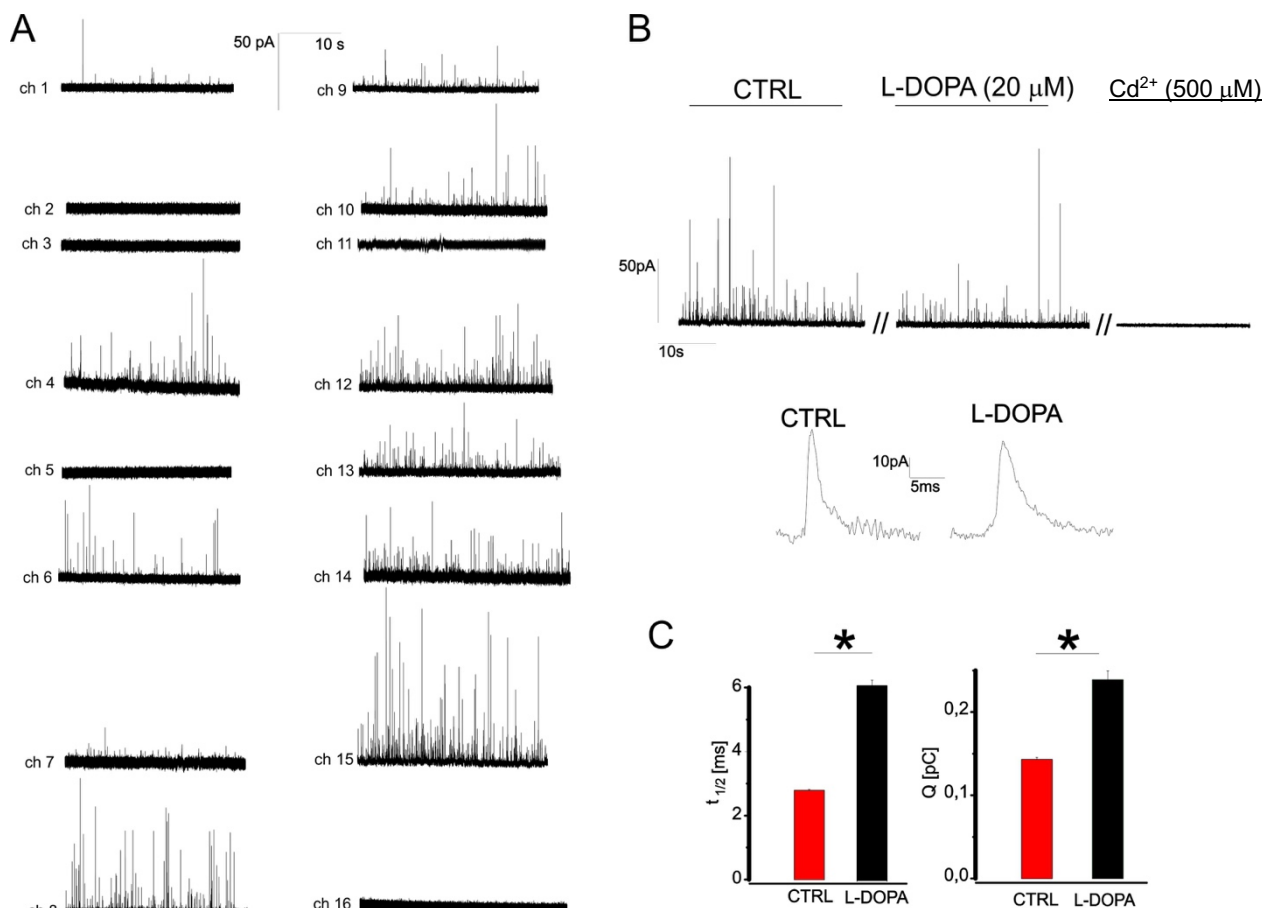 A
50 pA
10 s
ch 1
ch 9
ch 2
ch 10
ch 3
ch 11
ch 4
ch 12
ch 5
ch 13
ch 6
ch 14
ch 7
ch 15
ch 16
B
CTRL
L-DOPA (20 μM)
Cd²⁺ (500 μM)
50pA
10s
CTRL
L-DOPA
10pA
5ms
C
*
*
6
4
2
0
t 1/2 [ms]
CTRL
L-DOPA
0,2
0,1
0,0
Q [pC]
CTRL
L-DOPA